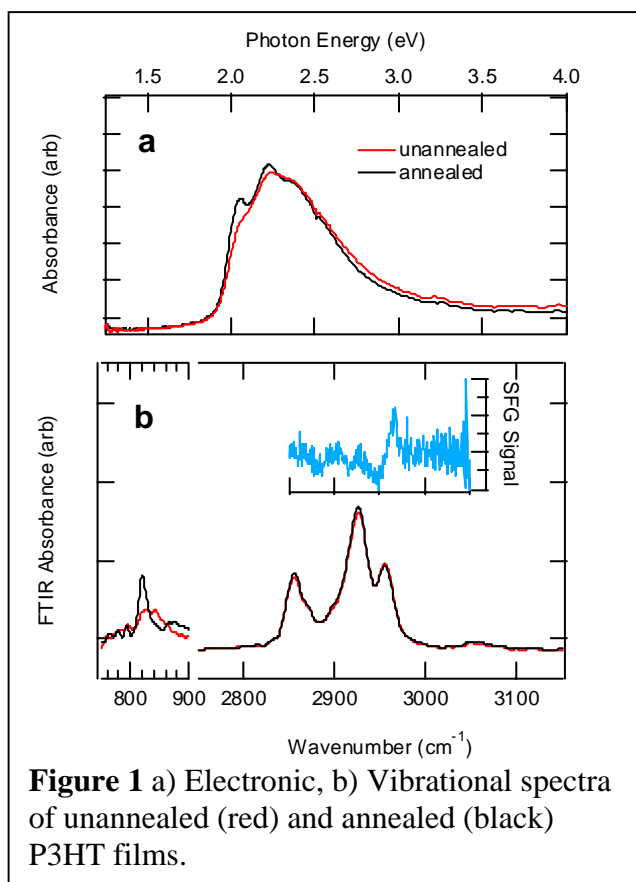 Photon Energy (eV)
1.5 2.0 2.5 3.0 3.5 4.0
a
unannealed
annealed
Absorbance (arb)
b
SFG Signal
FTIR Absorbance (arb)
800 900 2800 2900 3000 3100
Wavenumber (cm⁻¹)
Figure 1 a) Electronic, b) Vibrational spectra
of unannealed (red) and annealed (black)
P3HT films.